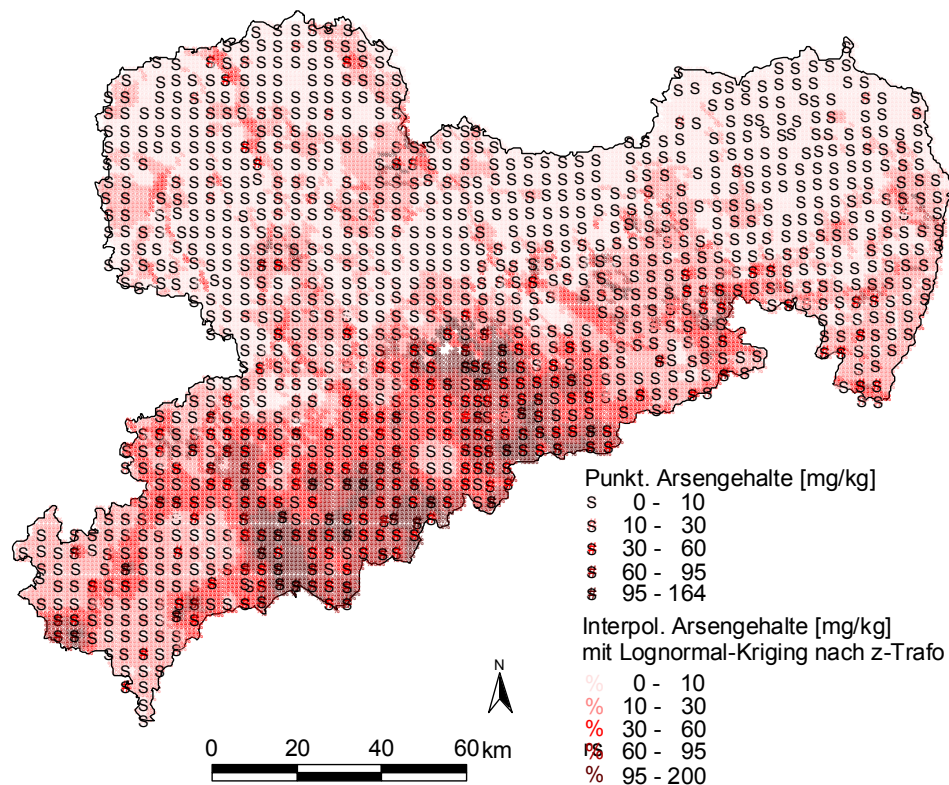 Punkt. Arsengehalte [mg/kg]
S 0 - 10
S 10 - 30
S 30 - 60
S 60 - 95
S 95 - 164
Interpol. Arsengehalte [mg/kg]
mit Lognormal-Kriging nach z-Trafo
% 0 - 10
% 10 - 30
% 30 - 60
% 60 - 95
% 95 - 200
N
0 20 40 60 km